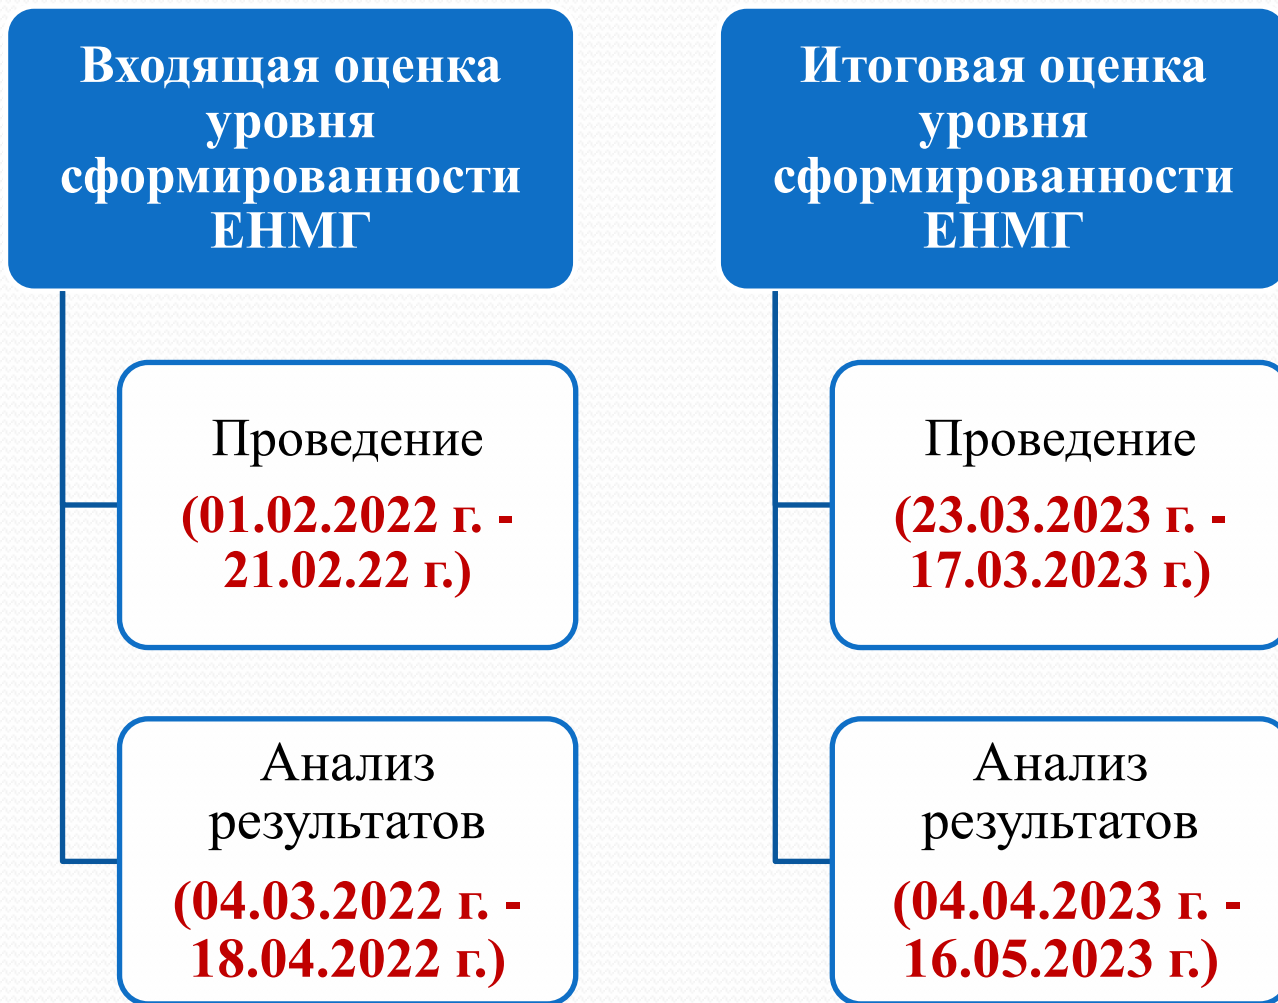 Входящая оценка
уровня
сформированности
ЕНМГ
Проведение
(01.02.2022 г. -
21.02.22 г.)
Анализ
результатов
(04.03.2022 г. -
18.04.2022 г.)
Итоговая оценка
уровня
сформированности
ЕНМГ
Проведение
(23.03.2023 г. -
17.03.2023 г.)
Анализ
результатов
(04.04.2023 г. -
16.05.2023 г.)